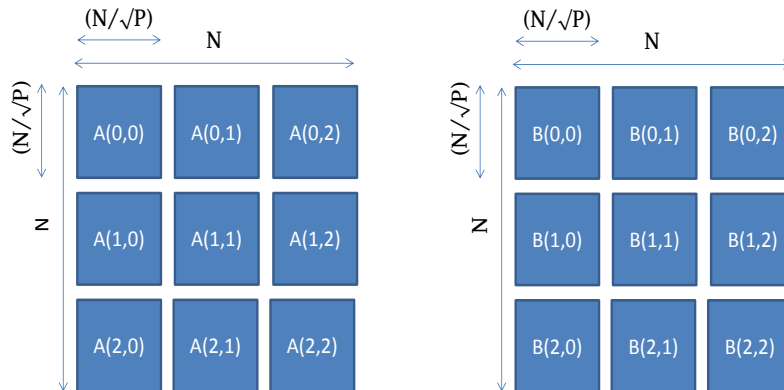 (N/√P)
N
(N/√P)
N
A(0,0) A(0,1) A(0,2)
A(1,0) A(1,1) A(1,2)
A(2,0) A(2,1) A(2,2)
(N/√P)
N
(N/√P)
N
B(0,0) B(0,1) B(0,2)
B(1,0) B(1,1) B(1,2)
B(2,0) B(2,1) B(2,2)